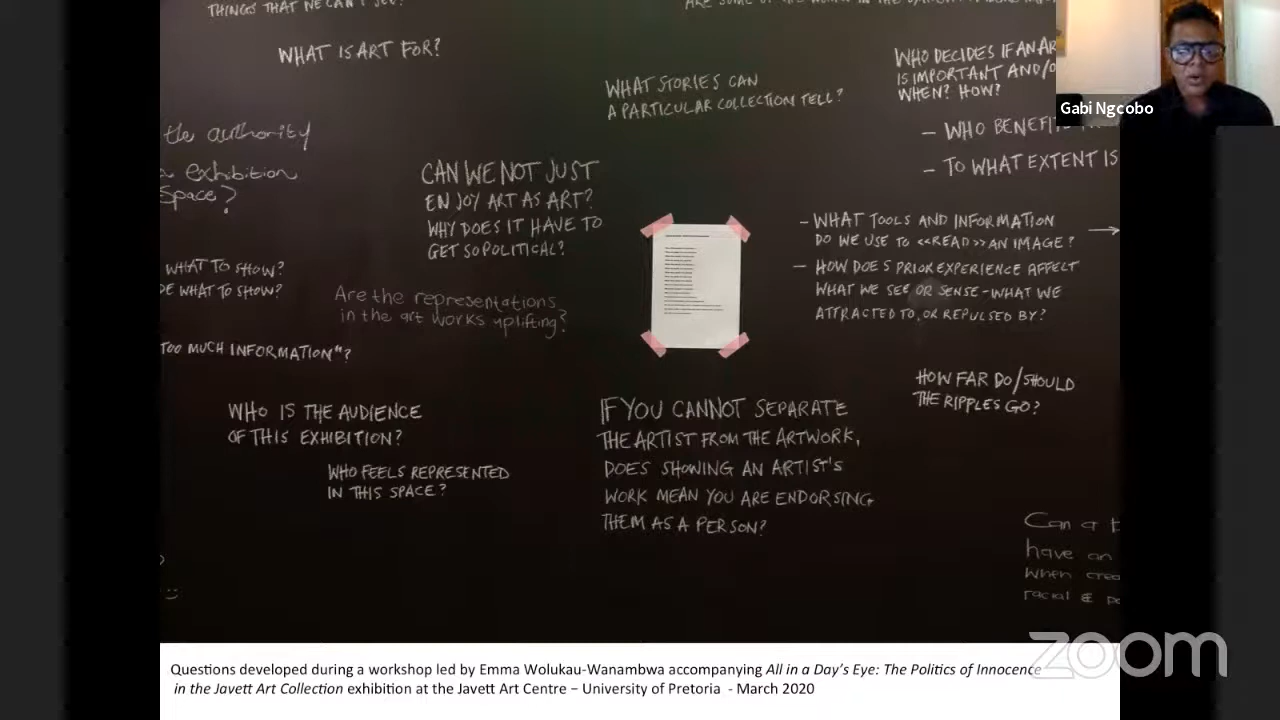 THINGS THAT WE CAN'T SEE?
WHAT IS ART FOR?
the authority
exhibition
Space?
CAN WE NOT JUST
ENJOY ART AS ART?
WHY DOES IT HAVE TO
GET SO POLITICAL?
WHAT TO SHOW?
WHAT TO SHOW?
Are the representations
in the art works uplifting?
TOO MUCH INFORMATION"?
WHO IS THE AUDIENCE
OF THIS EXHIBITION?
WHO FEELS REPRESENTED
IN THIS SPACE?
WHAT STORIES CAN
A PARTICULAR COLLECTION TELL?
IF YOU CANNOT SEPARATE
THE ARTIST FROM THE ARTWORK,
DOES SHOWING AN ARTIST'S
WORK MEAN YOU ARE ENDORSING
THEM AS A PERSON?
WHO DECIDES IF AN
IS IMPORTANT AND/
WHEN? HOW?
Gabi Ngcobo
- WHO
- TO WHAT EXTENT IS
- WHAT TOOLS AND INFORMATION
DO WE USE TO <<READ>> AN IMAGE?
- HOW DOES PRIOR EXPERIENCE AFFECT
WHAT WE SEE OR SENSE - WHAT WE
ATTRACTED TO, OR REPULSED BY?
HOW FAR DO/SHOULD
THE RIPPLES GO?
Can a
have an
when
racial &
zoom
Questions developed during a workshop led by Emma Wolukau-Wanambwa accompanying All in a Day's Eye: The Politics of Innocence
in the Javett Art Collection exhibition at the Javett Art Centre – University of Pretoria - March 2020